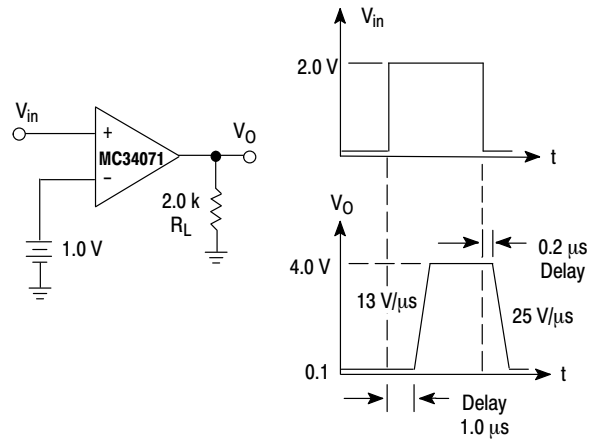 V_in
2.0 V
t
V_in
+
MC34071
−
V_O
2.0 k
R_L
1.0 V
V_O
4.0 V
13 V/μs
0.2 μs
Delay
25 V/μs
0.1
t
Delay
1.0 μs